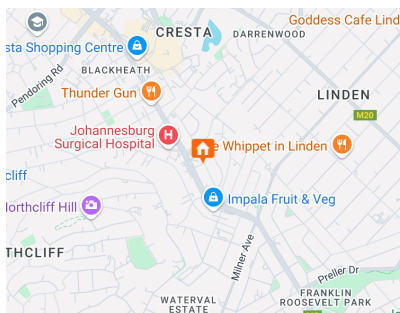 Goddess Cafe Lind
CRESTA
DARRENWOOD
sta Shopping Centre
BLACKHEATH
Pendoring Rd
Thunder Gun
LINDEN
M20
Johannesburg
Surgical Hospital
H
e Whippet in Linden
cliff
Northcliff Hill
Impala Fruit & Veg
THCLIFF
Milner Ave
Preller Dr
WATERVAL
ESTATE
FRANKLIN
ROOSEVELT PARK